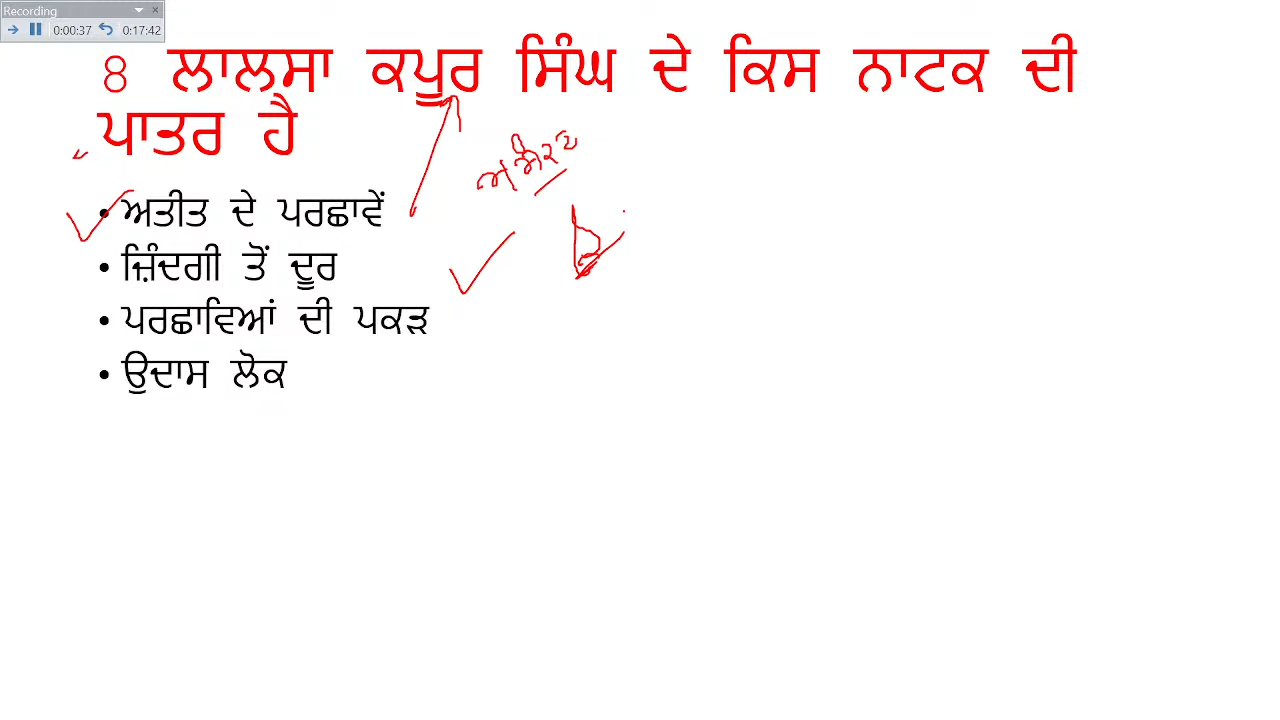 Recording
0:00:37 0:17:42
8 ਲਾਲਸਾ ਕਪੂਰ ਸਿੰਘ ਦੇ ਕਿਸ ਨਾਟਕ ਦੀ
ਪਾਤਰ ਹੈ
• ਅਤੀਤ ਦੇ ਪਰਛਾਵੇਂ
• ਜ਼ਿੰਦਗੀ ਤੋਂ ਦੂਰ
• ਪਰਛਾਵਿਆਂ ਦੀ ਪਕੜ
• ਉਦਾਸ ਲੋਕ